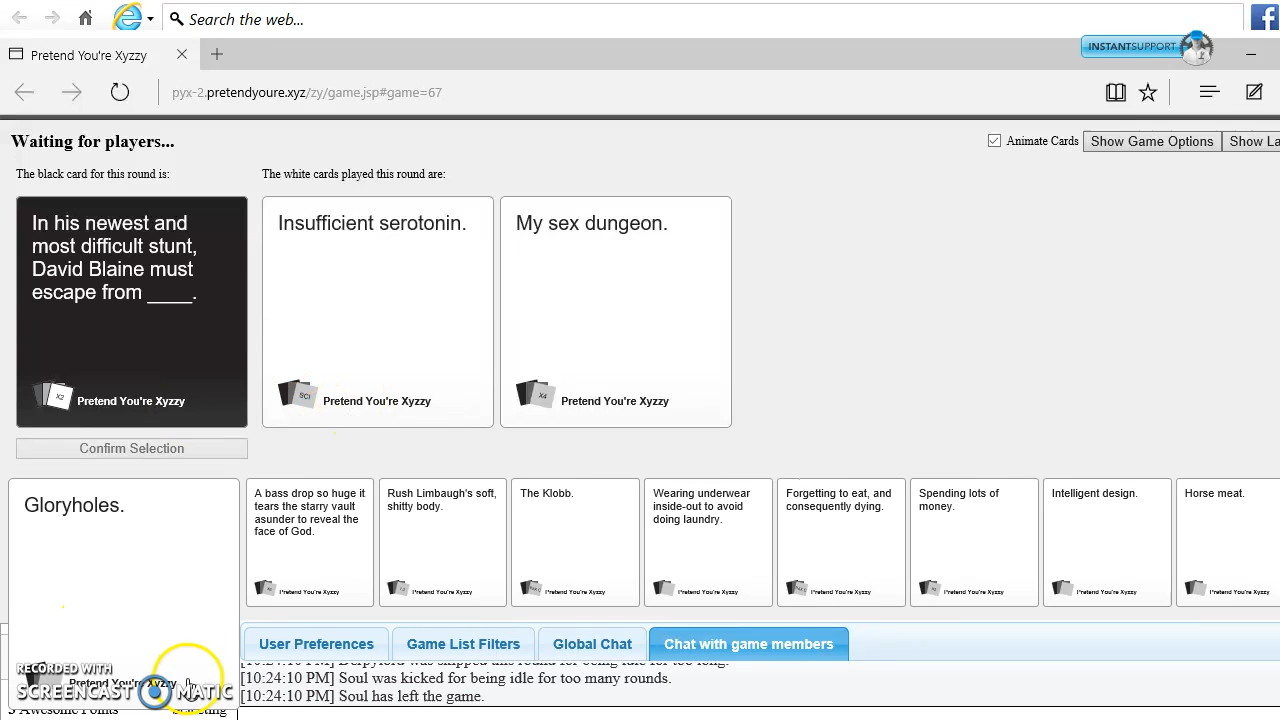 Search the web...
Pretend You're Xyzzy
INSTANTSUPPORT
pyx-2.pretendyoure.xyz/zy/game.jsp#game=67
Waiting for players...
Animate Cards
Show Game Options
Show La
The black card for this round is:
The white cards played this round are:
In his newest and
most difficult stunt,
David Blaine must
escape from ____.
X2
Pretend You're Xyzzy
Insufficient serotonin.
SCI
Pretend You're Xyzzy
My sex dungeon.
X4
Pretend You're Xyzzy
Confirm Selection
Gloryholes.
A bass drop so huge it
tears the starry vault
asunder to reveal the
face of God.
Pretend You're Xyzzy
Rush Limbaugh's soft,
shitty body.
Pretend You're Xyzzy
The Klobb.
Pretend You're Xyzzy
Wearing underwear
inside-out to avoid
doing laundry.
Pretend You're Xyzzy
Forgetting to eat, and
consequently dying.
Pretend You're Xyzzy
Spending lots of
money.
Pretend You're Xyzzy
Intelligent design.
Pretend You're Xyzzy
Horse meat.
Pretend You're Xyzzy
User Preferences
Game List Filters
Global Chat
Chat with game members
[10:24:10 PM] Soul was kicked for being idle for too many rounds.
[10:24:10 PM] Soul has left the game.
RECORDED WITH
SCREENCAST MATIC